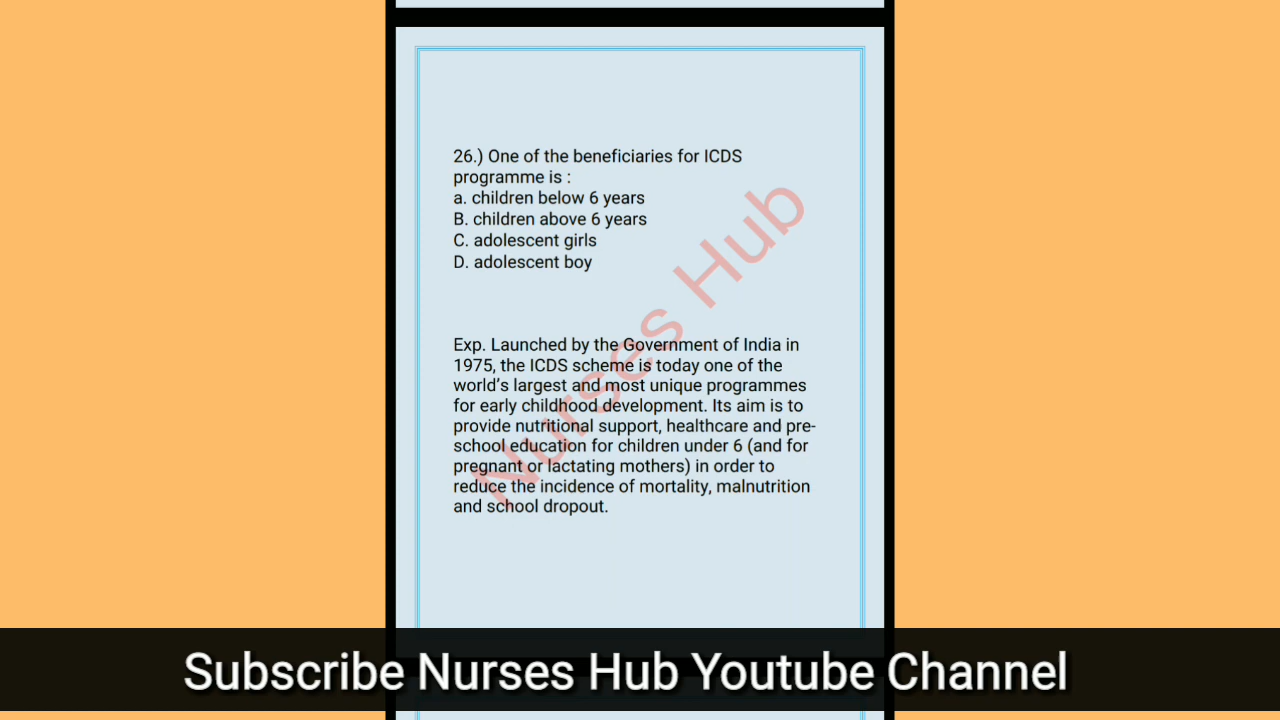 26.) One of the beneficiaries for ICDS
programme is :
a. children below 6 years
B. children above 6 years
C. adolescent girls
D. adolescent boy
Exp. Launched by the Government of India in
1975, the ICDS scheme is today one of the
world’s largest and most unique programmes
for early childhood development. Its aim is to
provide nutritional support, healthcare and pre-
school education for children under 6 (and for
pregnant or lactating mothers) in order to
reduce the incidence of mortality, malnutrition
and school dropout.
Nurses Hub
Subscribe Nurses Hub Youtube Channel